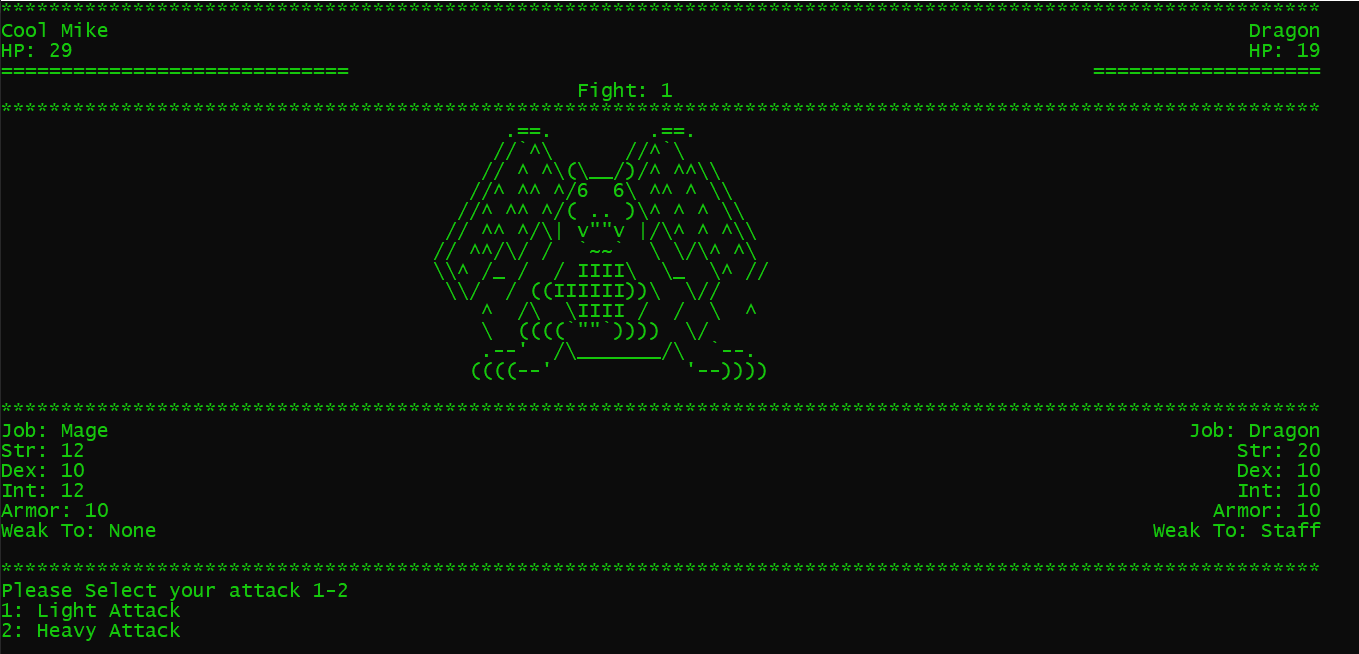 Cool Mike Dragon
HP: 29 HP: 19
Fight: 1
Job: Mage Job: Dragon
Str: 12 Str: 20
Dex: 10 Dex: 10
Int: 12 Int: 10
Armor: 10 Armor: 10
Weak To: None Weak To: Staff
Please Select your attack 1-2
1: Light Attack
2: Heavy Attack